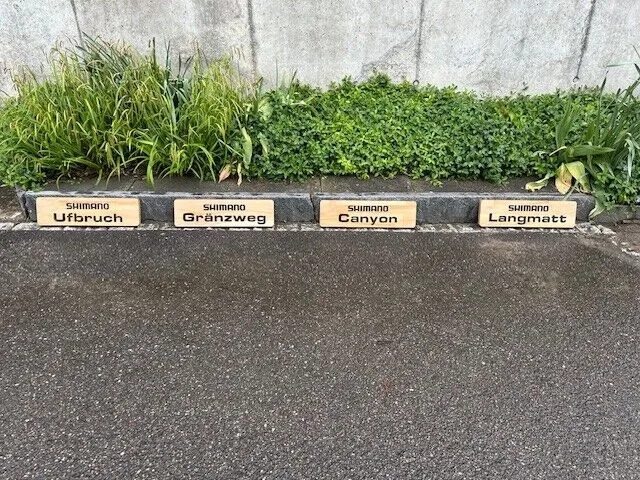 SHIMANO
Ufbruch
SHIMANO
Gränzweg
SHIMANO
Canyon
SHIMANO
Langmatt